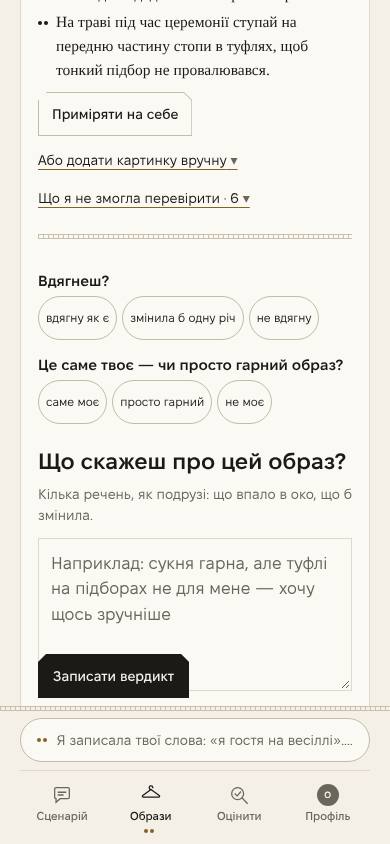 •• На траві під час церемонії ступай на
передню частину стопи в туфлях, щоб
тонкий підбор не провалювався.
Приміряти на себе
Або додати картинку вручну ▾
Що я не змогла перевірити · 6 ▾
Вдягнеш?
вдягну як є
змінила б одну річ
не вдягну
Це саме твоє — чи просто гарний образ?
саме моє
просто гарний
не моє
Що скажеш про цей образ?
Кілька речень, як подрузі: що впало в око, що б
змінила.
Наприклад: сукня гарна, але туфлі
на підборах не для мене — хочу
щось зручніше
Записати вердикт
•• Я записала твої слова: «я гостя на весіллі»....
Сценарій
Образи
Оцінити
О
Профіль